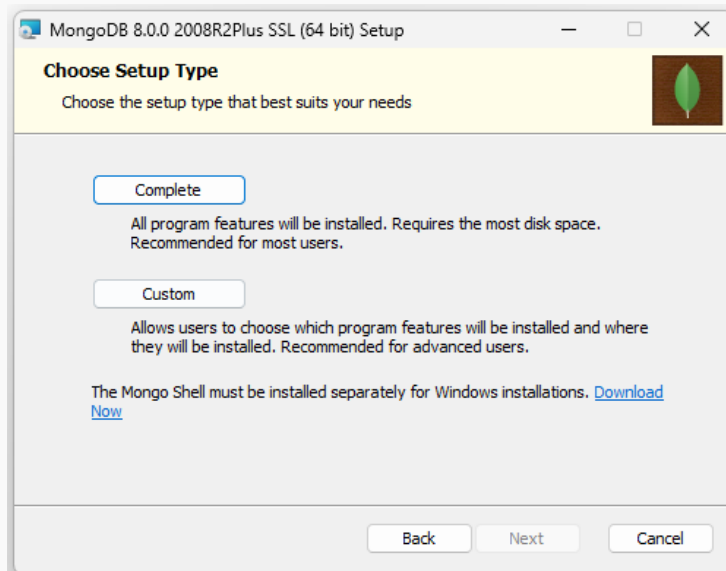 MongoDB 8.0.0 2008R2Plus SSL (64 bit) Setup
Choose Setup Type
Choose the setup type that best suits your needs
Complete
All program features will be installed. Requires the most disk space.
Recommended for most users.
Custom
Allows users to choose which program features will be installed and where
they will be installed. Recommended for advanced users.
The Mongo Shell must be installed separately for Windows installations. Download
Now
Back Next Cancel